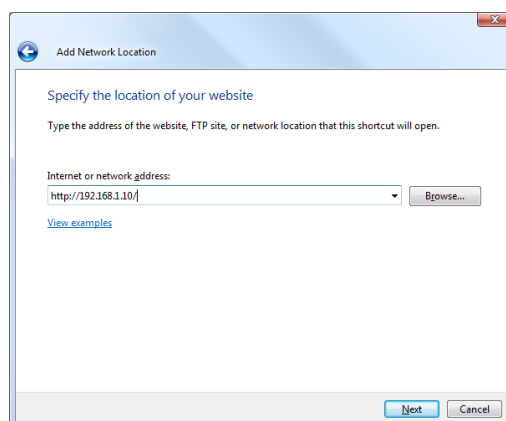 Add Network Location
Specify the location of your website
Type the address of the website, FTP site, or network location that this shortcut will open.
Internet or network address:
http://192.168.1.10/
Browse...
View examples
Next
Cancel